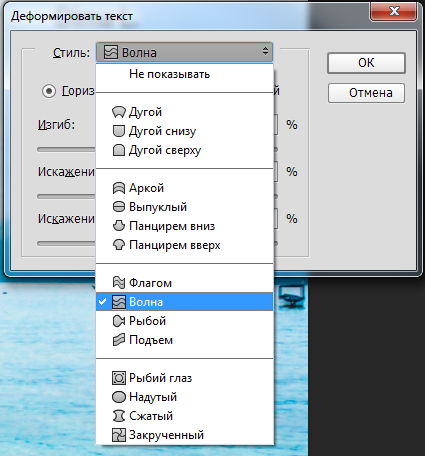 Деформировать текст
Стиль: Волна
OK
Отмена
Не показывать
Гориз
й
Дугой
Дугой снизу
Дугой сверху
Изгиб: %
Искажени %
Искажени %
Аркой
Выпуклый
Панцирем вниз
Панцирем вверх
Флагом
Волна
Рыбой
Подъем
Рыбий глаз
Надутый
Сжатый
Закрученный